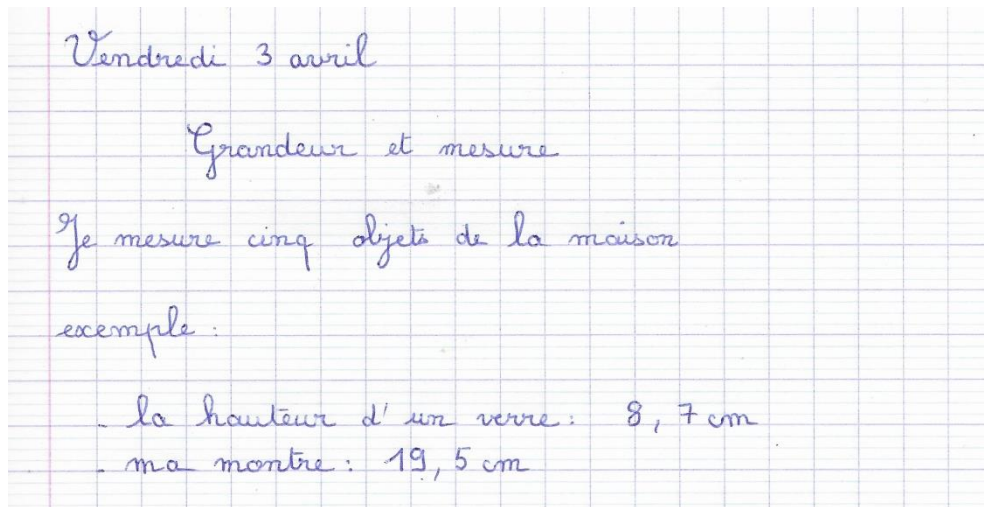 Vendredi 3 avril
Grandeur et mesure
Je mesure cinq objets de la maison
exemple :
- la hauteur d'un verre : 8,7 cm
- ma montre : 19,5 cm